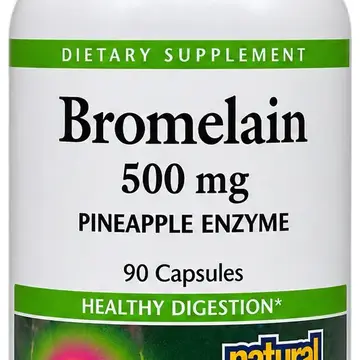 DIETARY SUPPLEMENT
Bromelain
500 mg
PINEAPPLE ENZYME
90 Capsules
HEALTHY DIGESTION*
natural